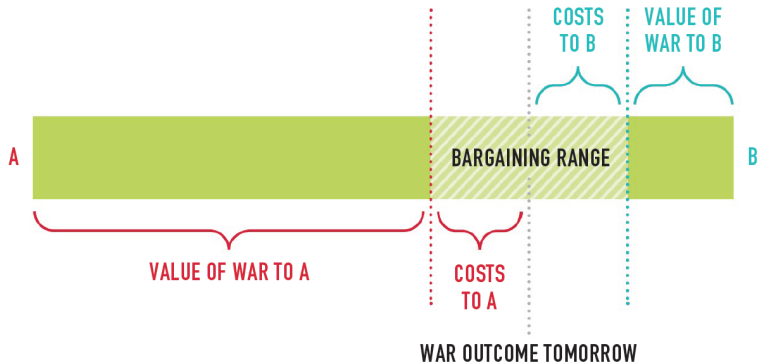 COSTS
TO B
VALUE OF
WAR TO B
A
BARGAINING RANGE
B
VALUE OF WAR TO A
COSTS
TO A
WAR OUTCOME TOMORROW